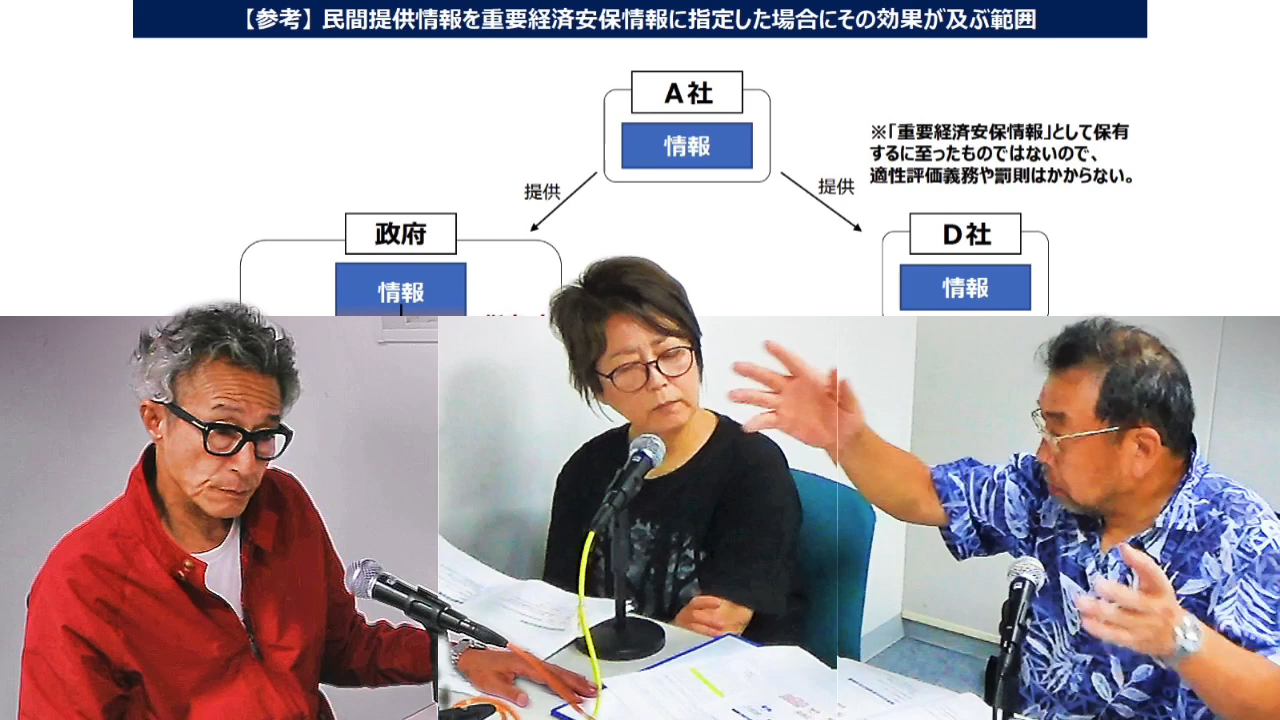 【参考】民間提供情報を重要経済安保情報に指定した場合にその効果が及ぶ範囲
A社
情報
※「重要経済安保情報」として保有
するに至ったものではないので、
適性評価義務や罰則はかからない。
提供
提供
政府
D社
情報
情報